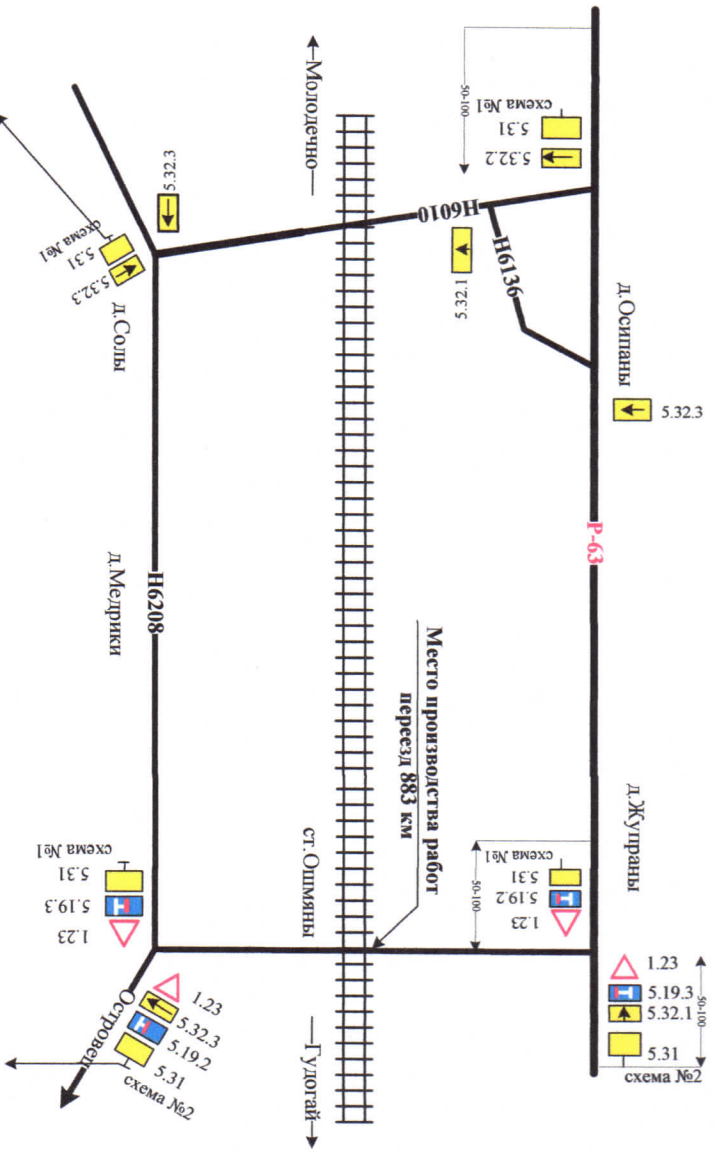 50-100
схема №1
5.31
5.32.2
←Молодечно—
5.32.3
Н6010
Н6136
5.32.1
д.Осипаны
5.32.3
схема №1
5.31
5.32.3
д.Солы
Р-63
Н6208
д.Медрики
Место производства работ
переезд 883 км
ст.Ошмяны
д.Жупраны
схема №1
5.31
5.19.2
1.23
50-100
50-100
1.23
5.19.3
5.32.1
5.31
схема №2
схема №1
5.31
5.19.3
1.23
Островец
1.23
5.32.3
5.19.2
5.31
схема №2
—Гудогай→